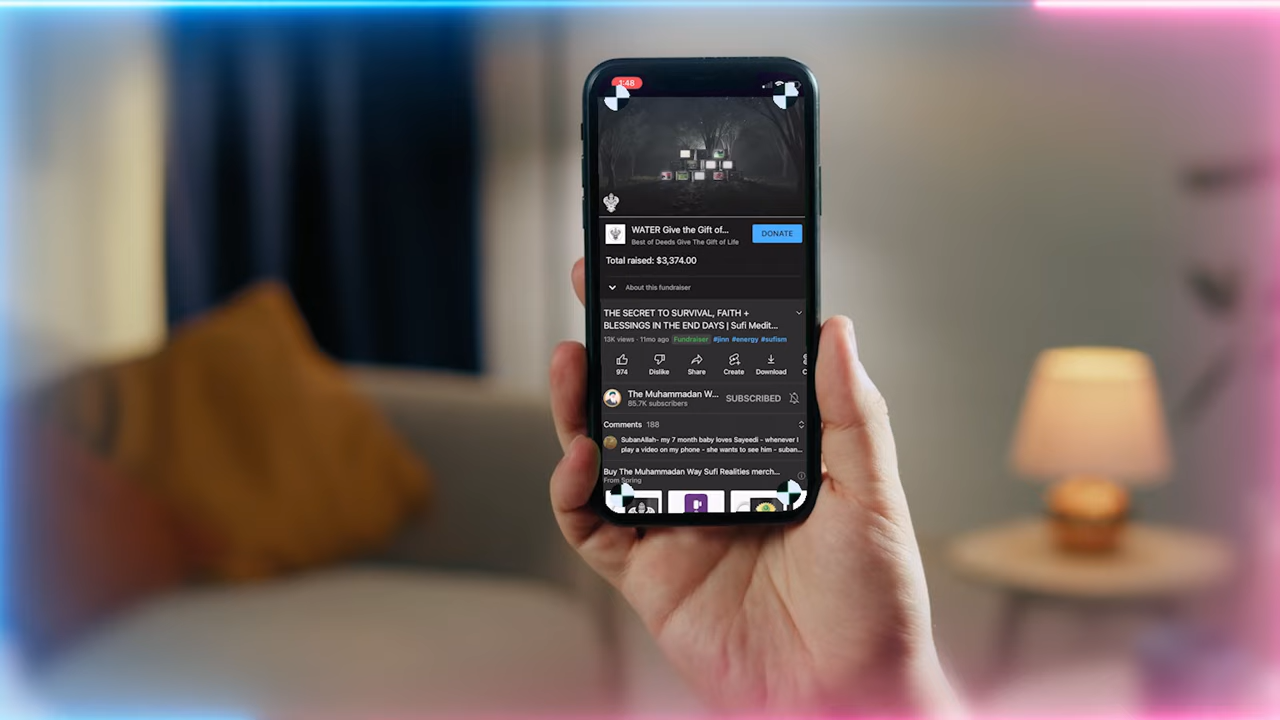 1:48
WATER Give the Gift of...
Best of Deeds Give The Gift of Life
DONATE
Total raised: $3,374.00
About this fundraiser
THE SECRET TO SURVIVAL, FAITH +
BLESSINGS IN THE END DAYS | Sufi Medit...
13K views · 11mo ago Fundraiser #jinn #energy #sufism
974 Dislike Share Create Download
The Muhammadan W...
85.7K subscribers
SUBSCRIBED
Comments 188
SubanAllah- my 7 month baby loves Sayeedi - whenever I
play a video on my phone - she wants to see him - suban...
Buy The Muhammadan Way Sufi Realities merch...
From Spring